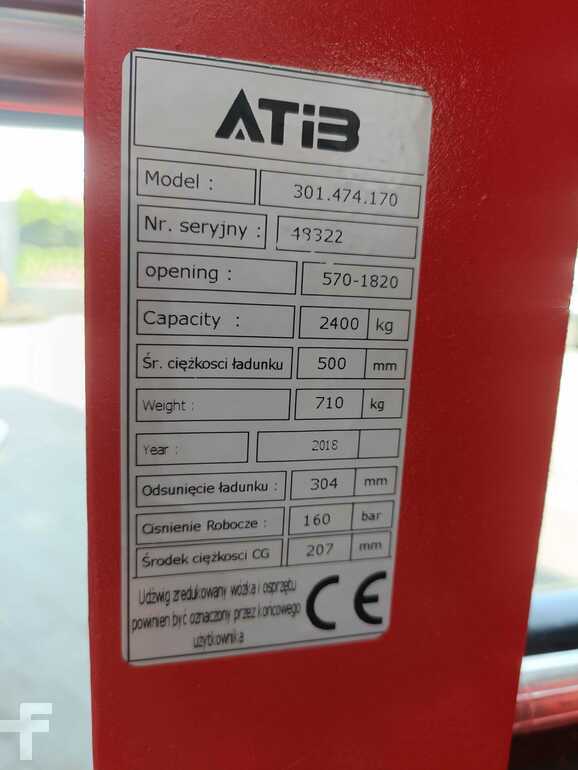 ATiB
Model : 301.474.170
Nr. seryjny : 48322
opening : 570-1820
Capacity : 2400 kg
Śr. ciężkosci ładunku 500 mm
Weight : 710 kg
Year : 2018
Odsunięcie ładunku : 304 mm
Cisnienie Robocze : 160 bar
Środek ciężkosci CG 207 mm
Udźwig zredukowany wózka i osprzętu
powinien być oznaczony przez koncowego
użytkownika
CE